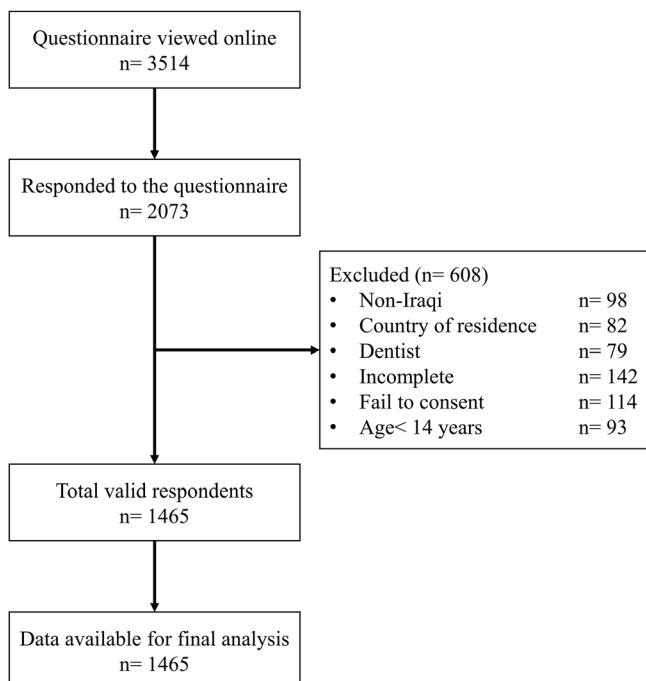 Questionnaire viewed online
n= 3514
Responded to the questionnaire
n= 2073
Excluded (n= 608)
• Non-Iraqi n= 98
• Country of residence n= 82
• Dentist n= 79
• Incomplete n= 142
• Fail to consent n= 114
• Age< 14 years n= 93
Total valid respondents
n= 1465
Data available for final analysis
n= 1465